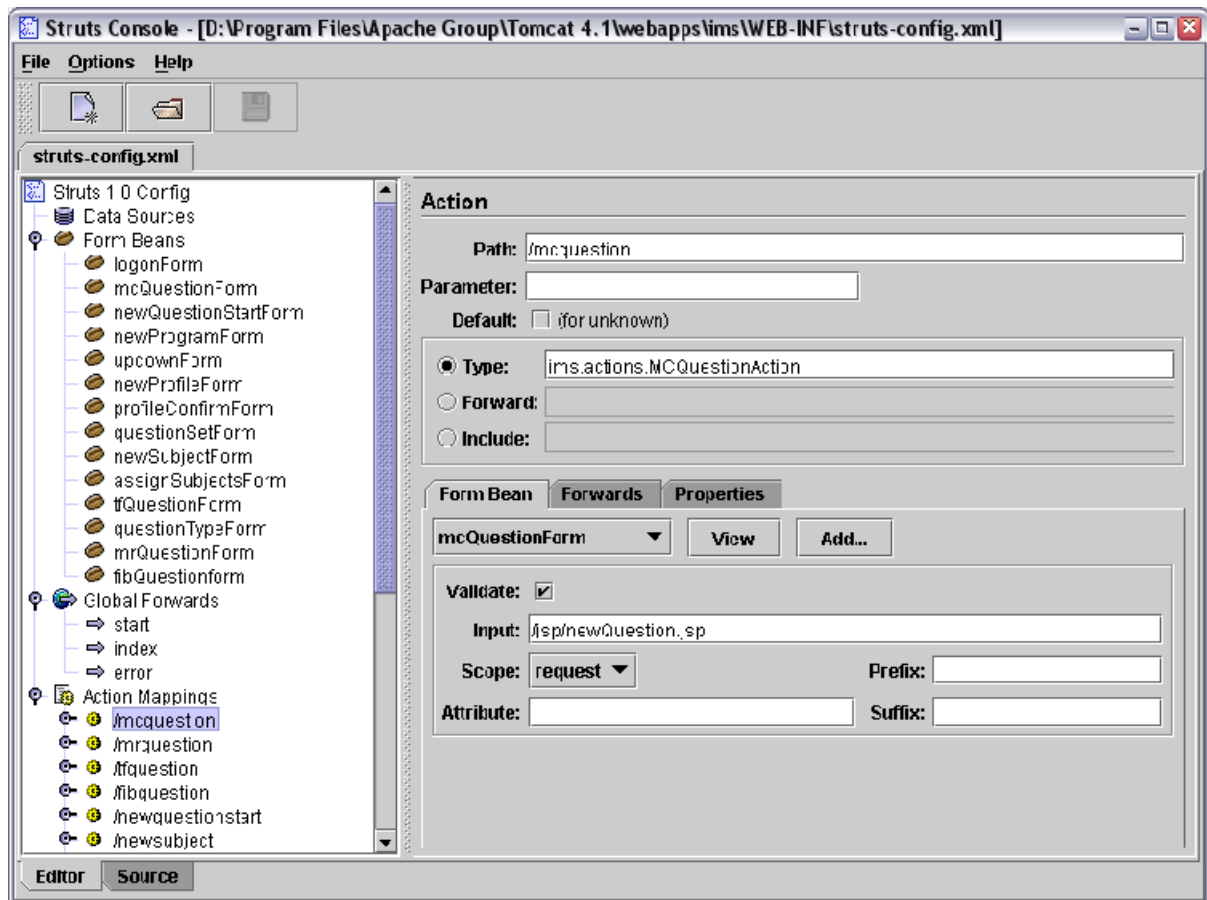 Struts Console - [D:\Program Files\Apache Group\Tomcat 4.1\webapps\ims\WEB-INF\struts-config.xml]
File Options Help
struts-config.xml
Struts 1.0 Config
Data Sources
Form Beans
logonForm
mcQuestionForm
newQuestionStartForm
newProgramForm
updownForm
newProfileForm
profileConfirmForm
questionSetForm
newSubjectForm
assignSubjectsForm
tfQuestionForm
questionTypeForm
mrQuestionForm
fibQuestionform
Global Forwards
start
index
error
Action Mappings
/mcquestion
/mrquestion
/tfquestion
/fibquestion
/newquestionstart
/newsubject
Editor Source
Action
Path: /mcquestion
Parameter:
Default: (for unknown)
Type: ims.actions.MCQuestionAction
Forward:
Include:
Form Bean Forwards Properties
mcQuestionForm View Add...
Validate:
Input: /jsp/newQuestion.jsp
Scope: request Prefix:
Attribute: Suffix: